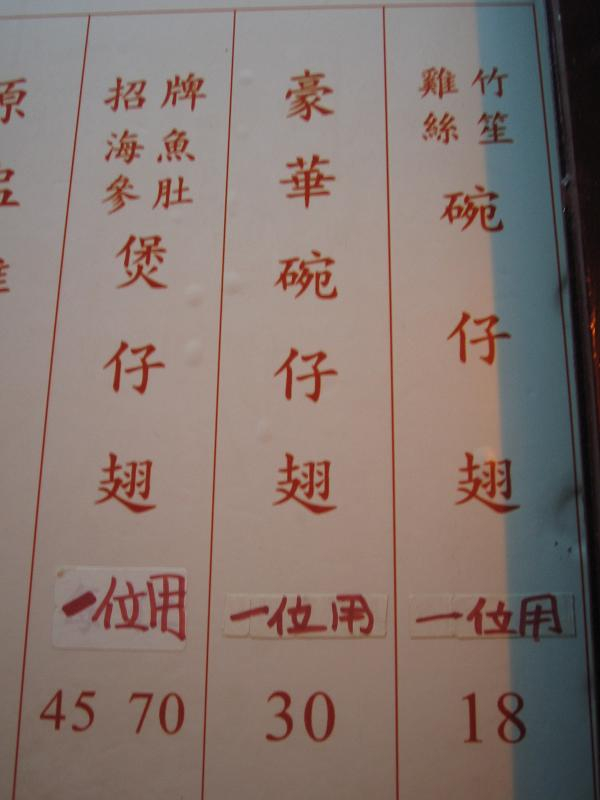 竹笙
雞絲
碗仔翅
一位用
18
豪華碗仔翅
一位用
30
招牌
魚肚
海參
煲仔翅
一位用
45 70